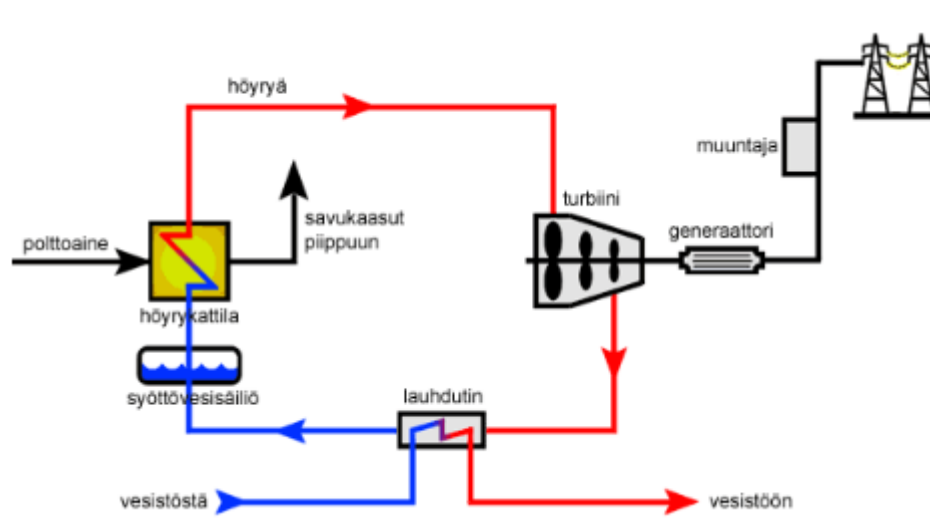 höyryä
muuntaja
turbiini
savukaasut
piippuun
generaattori
polttoaine
höyrykattila
lauhdutin
syöttövesisäiliö
vesistöstä
vesistöön